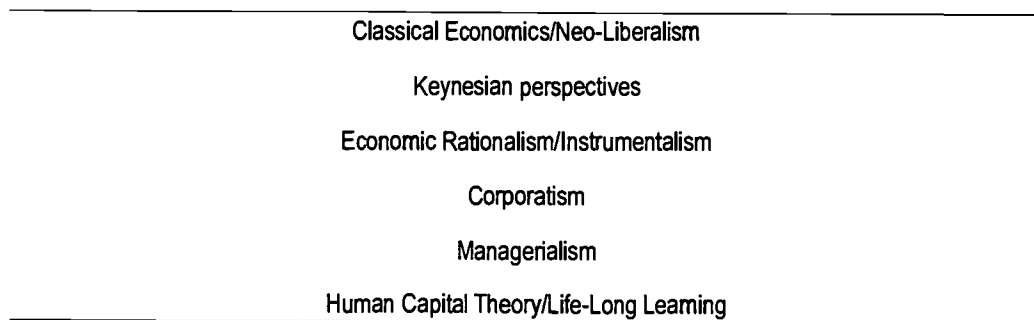 Classical Economics/Neo-Liberalism
Keynesian perspectives
Economic Rationalism/Instrumentalism
Corporatism
Managerialism
Human Capital Theory/Life-Long Learning